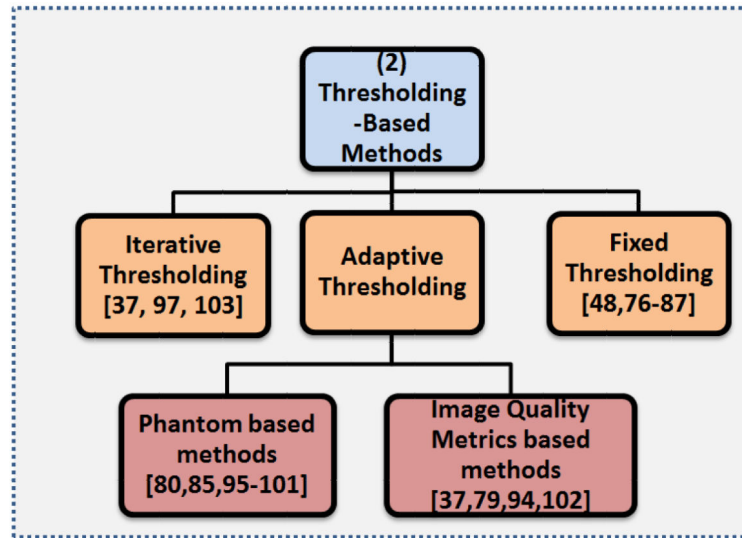 (2)
Thresholding
-Based
Methods
Iterative
Thresholding
[37, 97, 103]
Adaptive
Thresholding
Fixed
Thresholding
[48,76-87]
Phantom based
methods
[80,85,95-101]
Image Quality
Metrics based
methods
[37,79,94,102]